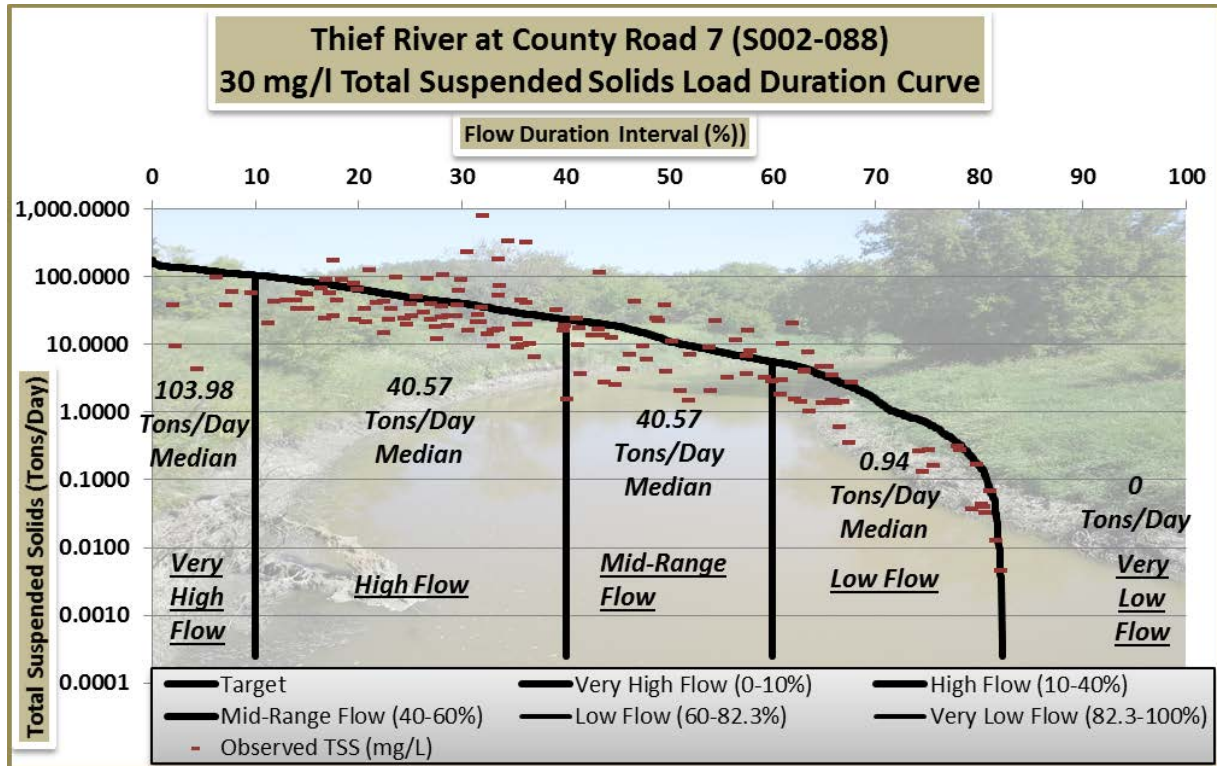 Thief River at County Road 7 (S002-088)
30 mg/l Total Suspended Solids Load Duration Curve
Flow Duration Interval (%))
0 10 20 30 40 50 60 70 80 90 100
1,000.0000
100.0000
10.0000
1.0000
0.1000
0.0100
0.0010
0.0001
Total Suspended Solids (Tons/Day)
103.98
Tons/Day
Median
40.57
Tons/Day
Median
40.57
Tons/Day
Median
0.94
Tons/Day
Median
0
Tons/Day
Very
High
Flow
High Flow
Mid-Range
Flow
Low Flow
Very
Low
Flow
Target
Very High Flow (0-10%)
High Flow (10-40%)
Mid-Range Flow (40-60%)
Low Flow (60-82.3%)
Very Low Flow (82.3-100%)
Observed TSS (mg/L)